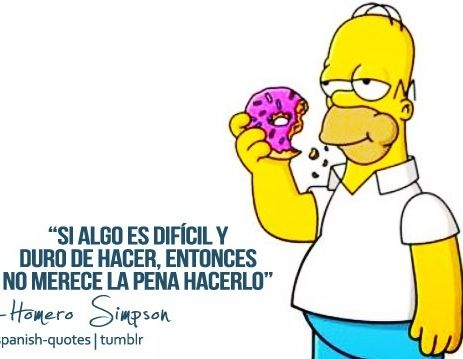 “SI ALGO ES DIFÍCIL Y
DURO DE HACER, ENTONCES
NO MERECE LA PENA HACERLO”
-Homero Simpson
spanish-quotes | tumblr